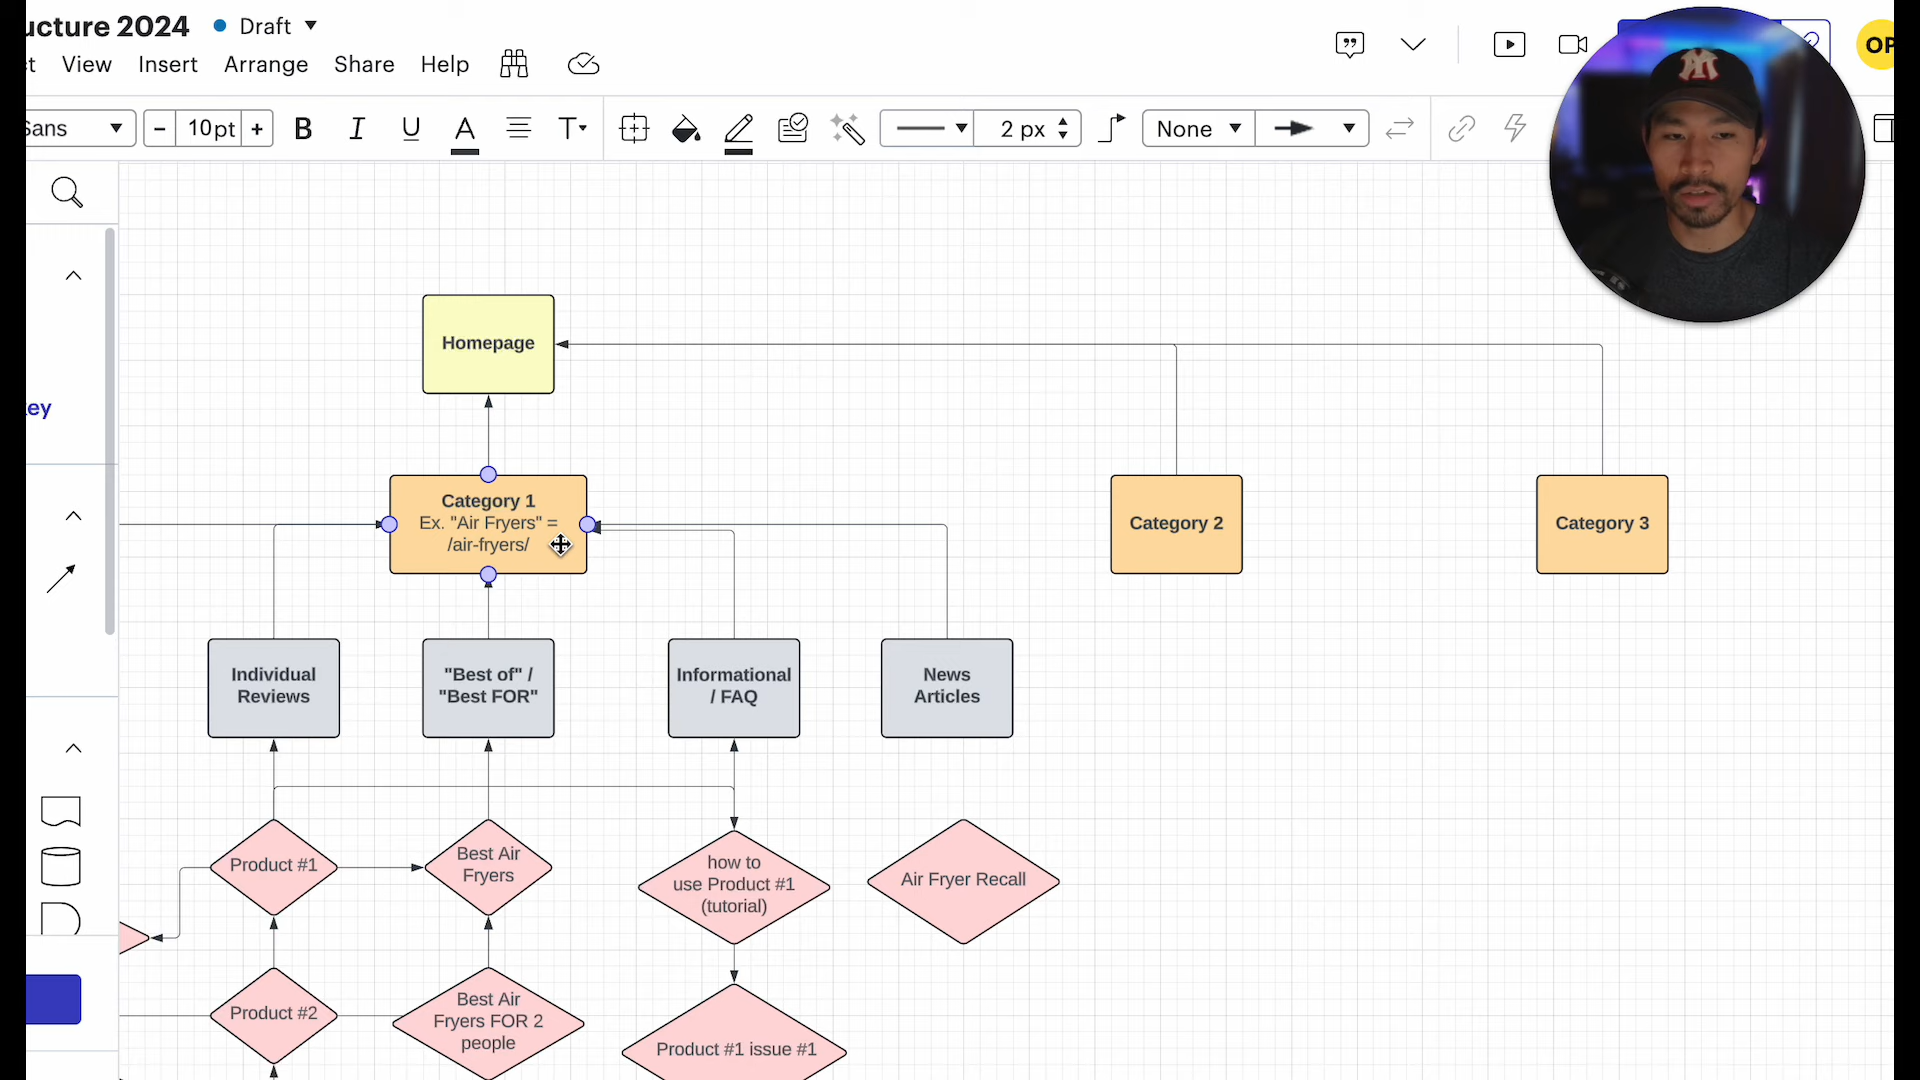 ucture 2024
Draft
ct View Insert Arrange Share Help
OP
Sans
− 10pt + B I U A T
2 px
None
key
Homepage
Category 1
Ex. "Air Fryers" =
/air-fryers/
Category 2
Category 3
Individual
Reviews
"Best of" /
"Best FOR"
Informational
/ FAQ
News
Articles
Product #1
Best Air
Fryers
how to
use Product #1
(tutorial)
Air Fryer Recall
Product #2
Best Air
Fryers FOR 2
people
Product #1 issue #1